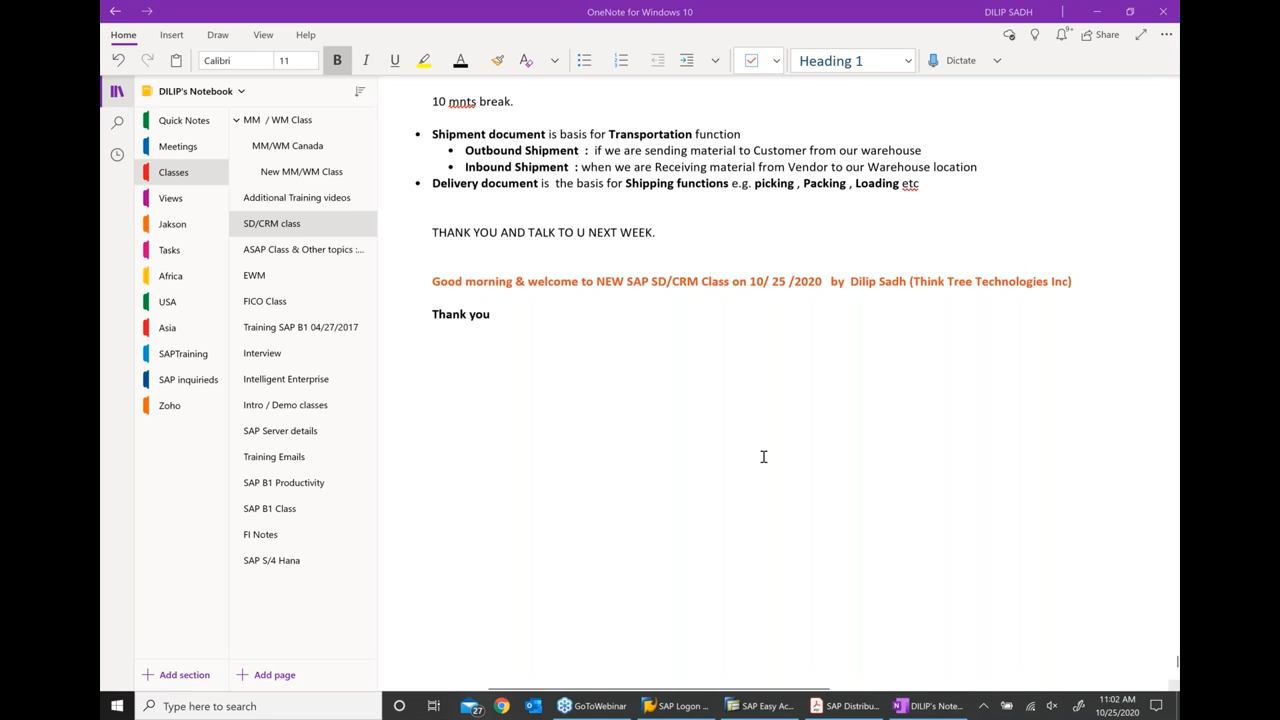 OneNote for Windows 10
DILIP SADH
Home
Insert
Draw
View
Help
Share
Calibri
11
B
I
U
A
Heading 1
Dictate
DILIP's Notebook
Quick Notes
Meetings
Classes
Views
Jakson
Tasks
Africa
USA
Asia
SAPTraining
SAP inquirieds
Zoho
MM / WM Class
MM/WM Canada
New MM/WM Class
Additional Training videos
SD/CRM class
ASAP Class & Other topics :...
EWM
FICO Class
Training SAP B1 04/27/2017
Interview
Intelligent Enterprise
Intro / Demo classes
SAP Server details
Training Emails
SAP B1 Productivity
SAP B1 Class
FI Notes
SAP S/4 Hana
Add section
Add page
10 mnts break.
• Shipment document is basis for Transportation function
• Outbound Shipment : if we are sending material to Customer from our warehouse
• Inbound Shipment : when we are Receiving material from Vendor to our Warehouse location
• Delivery document is the basis for Shipping functions e.g. picking , Packing , Loading etc
THANK YOU AND TALK TO U NEXT WEEK.
Good morning & welcome to NEW SAP SD/CRM Class on 10/ 25 /2020 by Dilip Sadh (Think Tree Technologies Inc)
Thank you
Type here to search
27
GoToWebinar
SAP Logon ...
SAP Easy Ac...
SAP Distribu...
DILIP's Note...
11:02 AM
10/25/2020